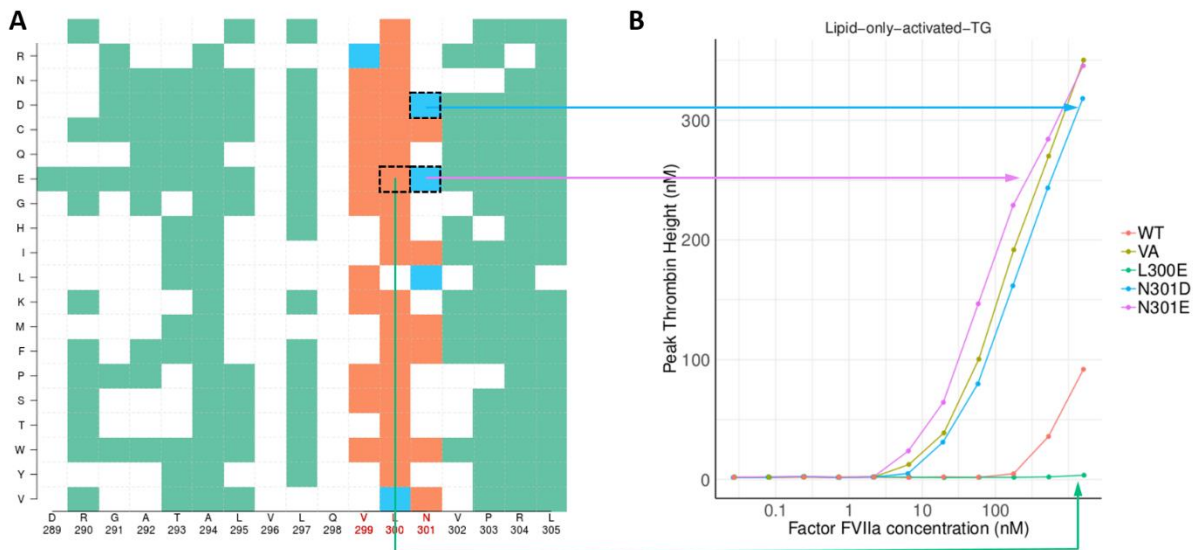 A
R
N
D
C
Q
E
G
H
I
L
K
M
F
P
S
T
W
Y
V
D R G A T A L V L Q V L N V P R L
289 290 291 292 293 294 295 296 297 298 299 300 301 302 303 304 305
B
Lipid-only-activated-TG
Peak Thrombin Height (nM)
300
200
100
0
0.1 1 10 100
Factor FVIIa concentration (nM)
WT
VA
L300E
N301D
N301E